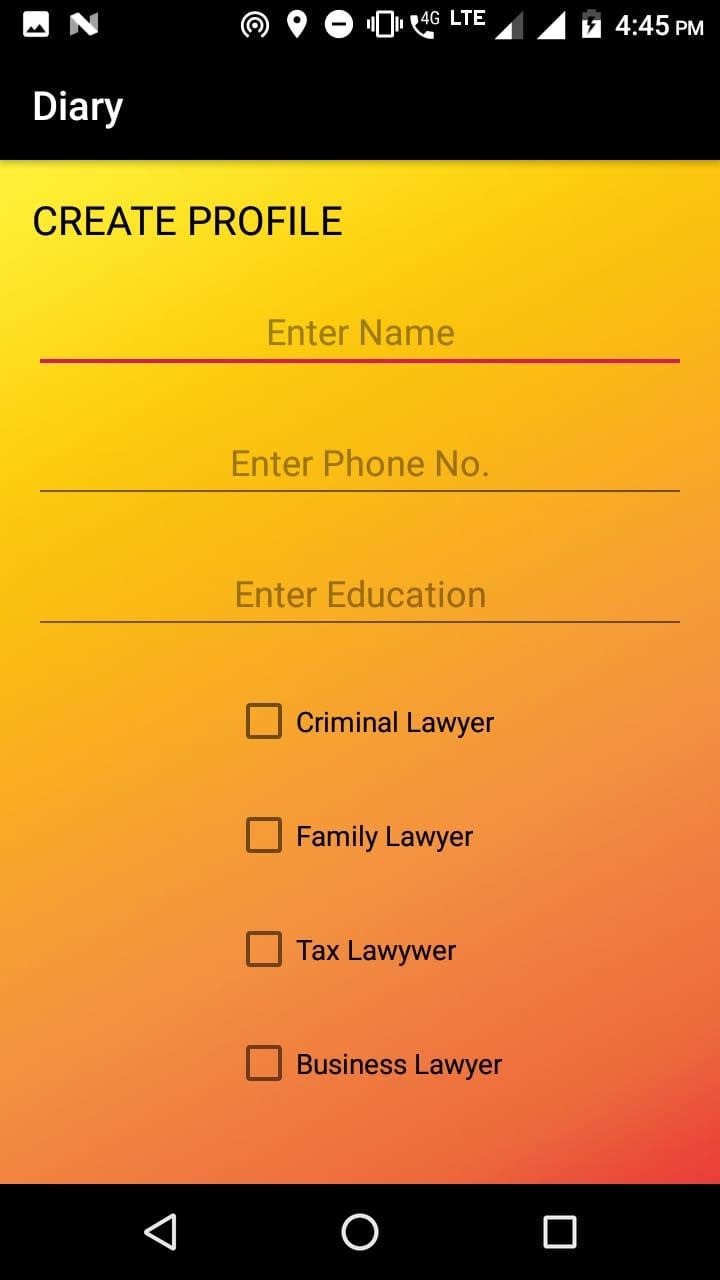 4G LTE 4:45 PM
Diary
CREATE PROFILE
Enter Name
Enter Phone No.
Enter Education
Criminal Lawyer
Family Lawyer
Tax Lawywer
Business Lawyer